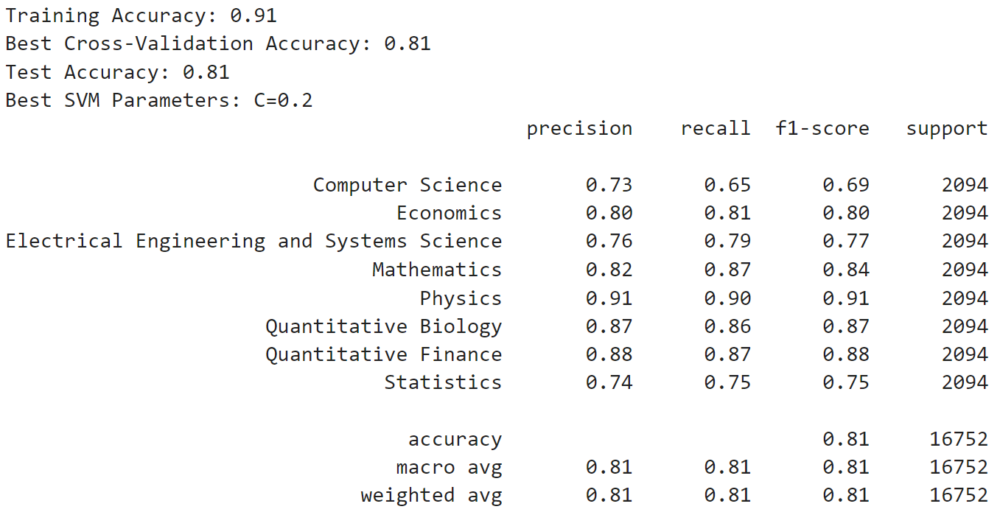 Training Accuracy: 0.91
Best Cross-Validation Accuracy: 0.81
Test Accuracy: 0.81
Best SVM Parameters: C=0.2
precision recall f1-score support
Computer Science 0.73 0.65 0.69 2094
Economics 0.80 0.81 0.80 2094
Electrical Engineering and Systems Science 0.76 0.79 0.77 2094
Mathematics 0.82 0.87 0.84 2094
Physics 0.91 0.90 0.91 2094
Quantitative Biology 0.87 0.86 0.87 2094
Quantitative Finance 0.88 0.87 0.88 2094
Statistics 0.74 0.75 0.75 2094
accuracy 0.81 16752
macro avg 0.81 0.81 0.81 16752
weighted avg 0.81 0.81 0.81 16752